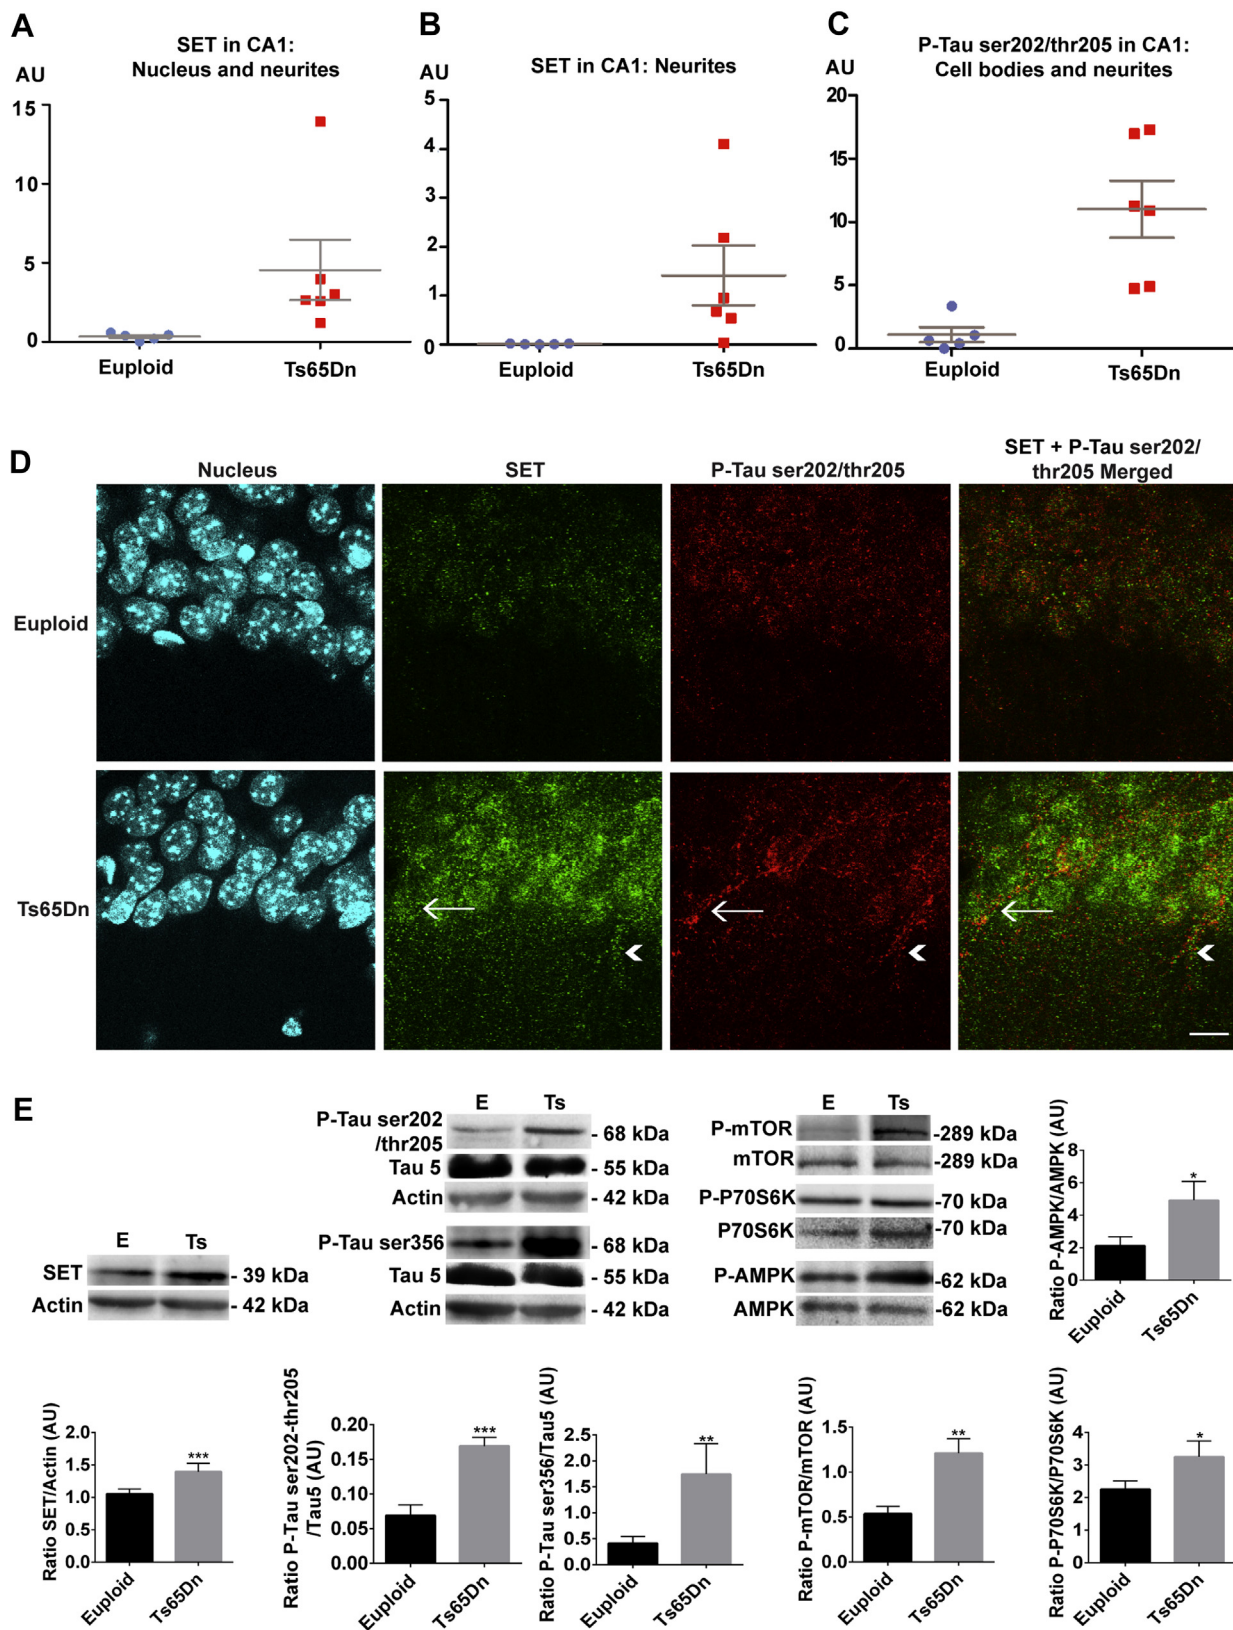 A
SET in CA1:
Nucleus and neurites
AU
15
10
5
0
Euploid
Ts65Dn
B
SET in CA1: Neurites
AU
5
4
3
2
1
0
Euploid
Ts65Dn
C
P-Tau ser202/thr205 in CA1:
Cell bodies and neurites
AU
20
15
10
5
0
Euploid
Ts65Dn
D
Nucleus
SET
P-Tau ser202/thr205
SET + P-Tau ser202/
thr205 Merged
Euploid
Ts65Dn
E
E Ts
SET - 39 kDa
Actin - 42 kDa
E Ts
P-Tau ser202
/thr205 - 68 kDa
Tau 5 - 55 kDa
Actin - 42 kDa
P-Tau ser356 - 68 kDa
Tau 5 - 55 kDa
Actin - 42 kDa
E Ts
P-mTOR -289 kDa
mTOR -289 kDa
P-P70S6K -70 kDa
P70S6K -70 kDa
P-AMPK -62 kDa
AMPK -62 kDa
Ratio P-AMPK/AMPK (AU)
8
6
4
2
0
*
Euploid
Ts65Dn
Ratio SET/Actin (AU)
2.0
1.5
1.0
0.5
0.0
***
Euploid
Ts65Dn
Ratio P-Tau ser202-thr205
/Tau5 (AU)
0.20
0.15
0.10
0.05
0.00
***
Euploid
Ts65Dn
Ratio P-Tau ser356/Tau5 (AU)
2.5
2.0
1.5
1.0
0.5
0.0
**
Euploid
Ts65Dn
Ratio P-mTOR/mTOR (AU)
1.5
1.0
0.5
0.0
**
Euploid
Ts65Dn
Ratio P-P70S6K/P70S6K (AU)
4
3
2
1
0
*
Euploid
Ts65Dn